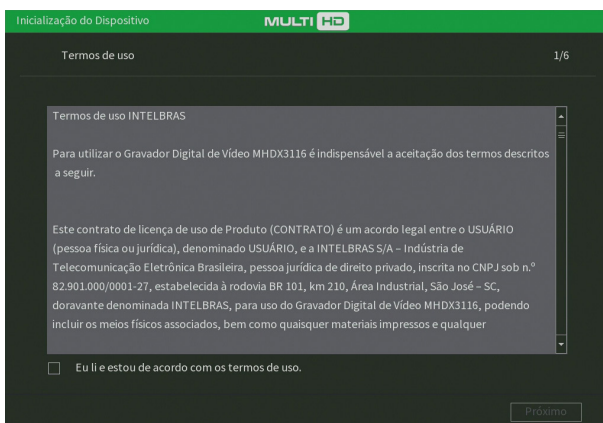 Inicialização do Dispositivo
MULTI HD
Termos de uso
1/6
Termos de uso INTELBRAS
Para utilizar o Gravador Digital de Vídeo MHDX3116 é indispensável a aceitação dos termos descritos
a seguir.
Este contrato de licença de uso de Produto (CONTRATO) é um acordo legal entre o USUÁRIO
(pessoa física ou jurídica), denominado USUÁRIO, e a INTELBRAS S/A – Indústria de
Telecomunicação Eletrônica Brasileira, pessoa jurídica de direito privado, inscrita no CNPJ sob n.º
82.901.000/0001-27, estabelecida à rodovia BR 101, km 210, Área Industrial, São José – SC,
doravante denominada INTELBRAS, para uso do Gravador Digital de Vídeo MHDX3116, podendo
incluir os meios físicos associados, bem como quaisquer materiais impressos e qualquer
Eu li e estou de acordo com os termos de uso.
Próximo